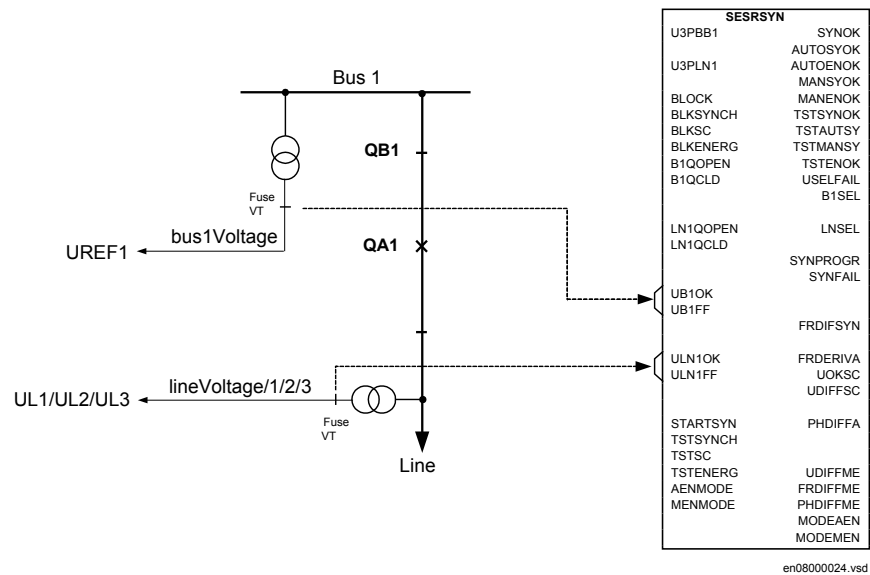 SESRSYN
U3PBB1 SYNOK
AUTOSYOK
U3PLN1 AUTOENOK
MANSYOK
BLOCK MANENOK
BLKSYNCH TSTSYNOK
BLKSC TSTAUTSY
BLKENERG TSTMANSY
B1QOPEN TSTENOK
B1QCLD USELFAIL
B1SEL
LN1QOPEN LNSEL
LN1QCLD
SYNPROGR
SYNFAIL
UB1OK
UB1FF
FRDIFSYN
ULN1OK FRDERIVA
ULN1FF UOKSC
UDIFFSC
STARTSYN PHDIFFA
TSTSYNCH
TSTSC
TSTENERG UDIFFME
AENMODE FRDIFFME
MENMODE PHDIFFME
MODEAEN
MODEMEN
Bus 1
QB1
Fuse
VT
bus1Voltage
UREF1
QA1
lineVoltage/1/2/3
UL1/UL2/UL3
Fuse
VT
Line
en08000024.vsd